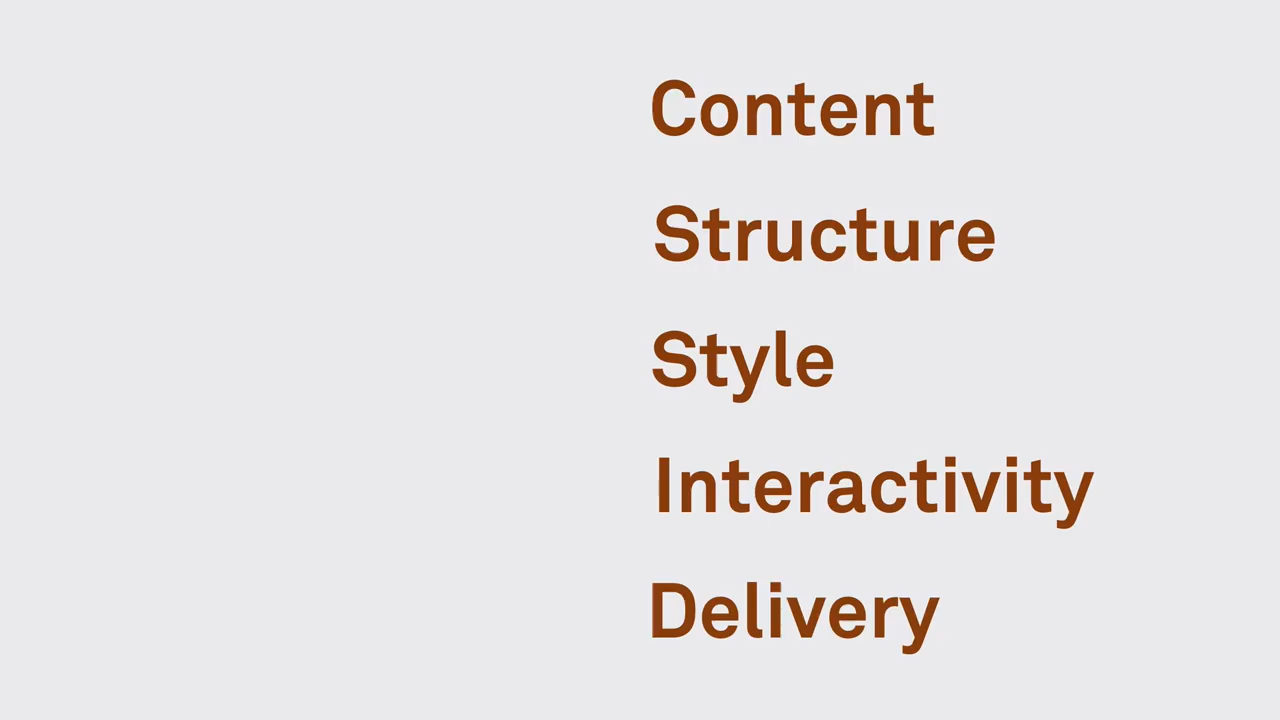 Content
Structure
Style
Interactivity
Delivery